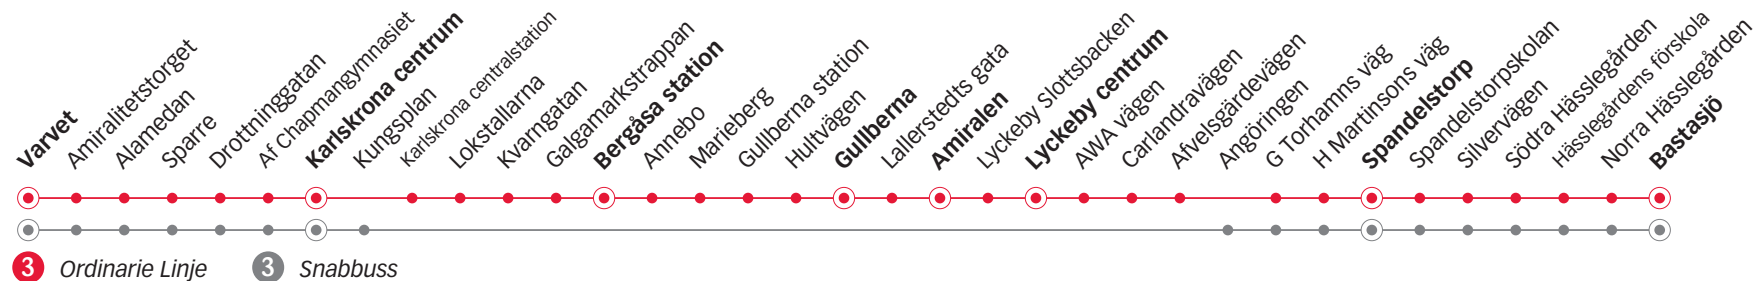 Varvet
Amiralitetstorget
Alamedan
Sparre
Drottninggatan
Af Chapmangymnasiet
Karlskrona centrum
Kungsplan
Karlskrona centralstation
Lokstallarna
Kvarngatan
Galgamarkstrappan
Bergåsa station
Annebo
Marieberg
Gullberna station
Hultvägen
Gullberna
Lallerstedts gata
Amiralen
Lyckeby Slottsbacken
Lyckeby centrum
AWA vägen
Carlandravägen
Afvelsgärdevägen
Angöringen
G Torhamns väg
H Martinsons väg
Spandelstorp
Spandelstorpskolan
Silvervägen
Södra Hässlegården
Hässlegårdens förskola
Norra Hässlegården
Bastasjö
3 Ordinarie Linje
3 Snabbuss